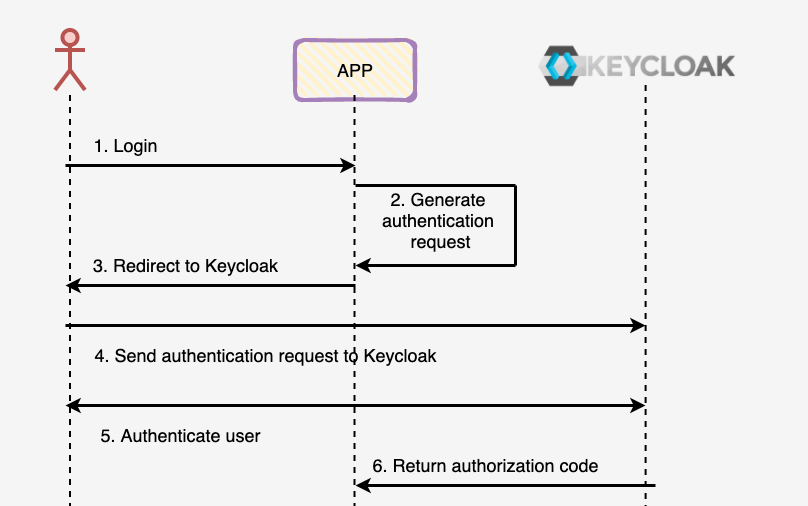 APP
KEYCLOAK
1. Login
2. Generate
authentication
request
3. Redirect to Keycloak
4. Send authentication request to Keycloak
5. Authenticate user
6. Return authorization code